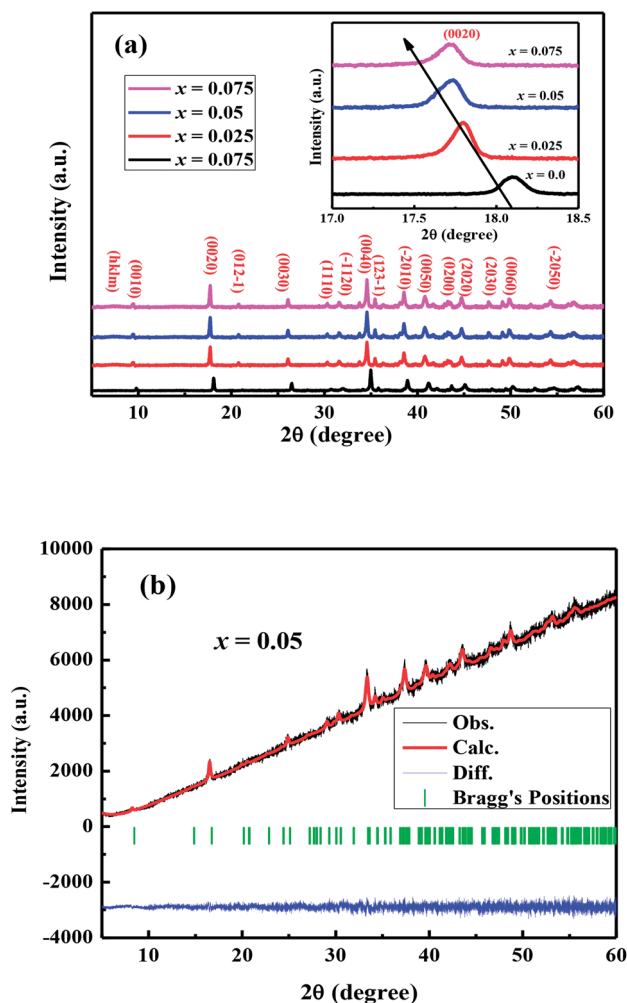 (a)
x = 0.075
x = 0.05
x = 0.025
x = 0.075
Intensity (a.u.)
(0020)
x = 0.075
x = 0.05
x = 0.025
x = 0.0
Intensity (a.u.)
17.0 17.5 18.0 18.5
2θ (degree)
(hklm) (0010) (0020) (012-1) (0030) (1110) (-1120) (0040) (123-1) (-2010) (0050) (0200) (2020) (2030) (0060) (-2050)
10 20 30 40 50 60
2θ (degree)
(b)
x = 0.05
Intensity (a.u.)
10000
8000
6000
4000
2000
0
-2000
-4000
Obs.
Calc.
Diff.
Bragg's Positions
10 20 30 40 50 60
2θ (degree)